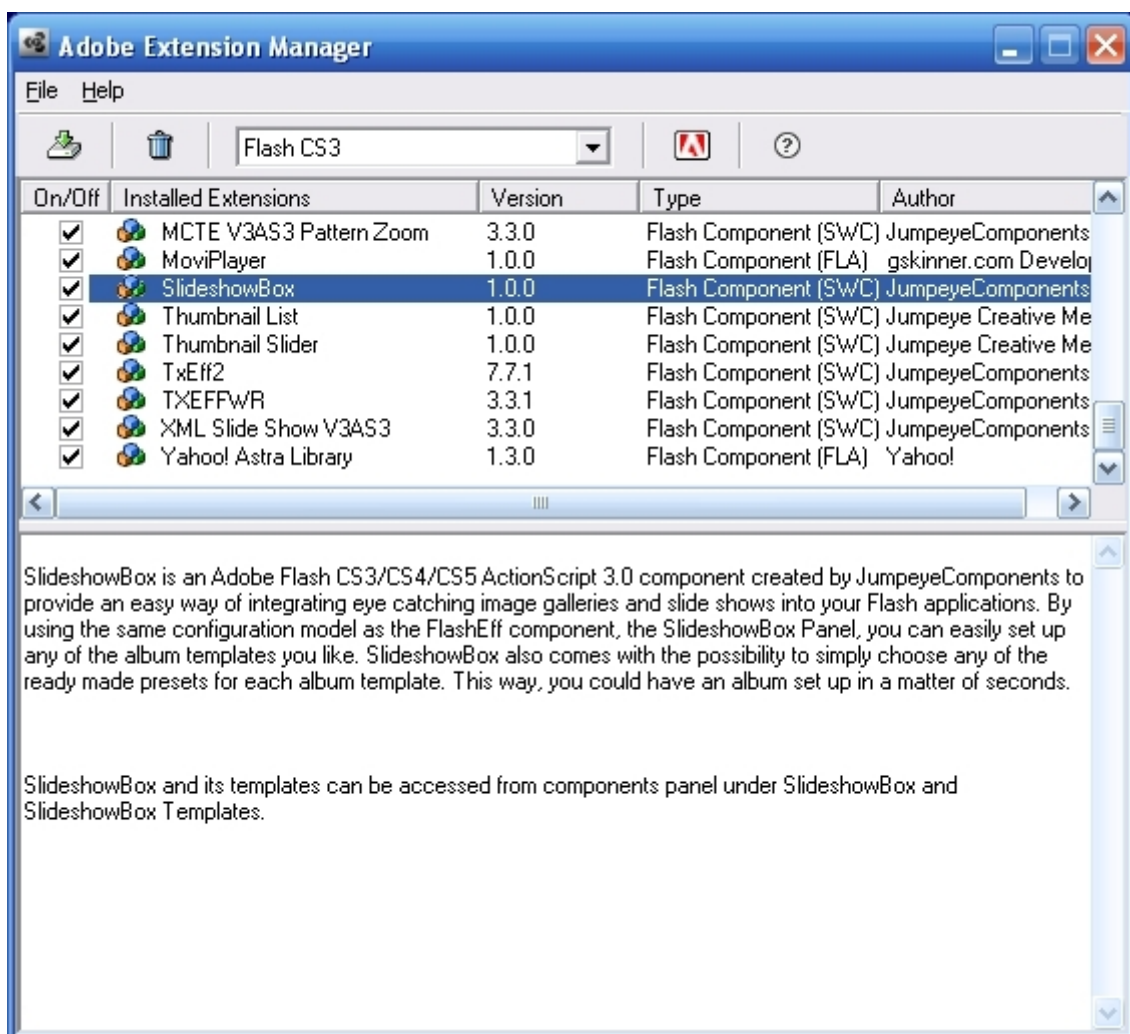 Adobe Extension Manager
File Help
Flash CS3
On/Off Installed Extensions Version Type Author
MCTE V3AS3 Pattern Zoom 3.3.0 Flash Component (SWC) JumpeyeComponents
MoviPlayer 1.0.0 Flash Component (FLA) gskinner.com Develop
SlideshowBox 1.0.0 Flash Component (SWC) JumpeyeComponents
Thumbnail List 1.0.0 Flash Component (SWC) Jumpeye Creative Me
Thumbnail Slider 1.0.0 Flash Component (SWC) Jumpeye Creative Me
TxEff2 7.7.1 Flash Component (SWC) JumpeyeComponents
TXEFFWR 3.3.1 Flash Component (SWC) JumpeyeComponents
XML Slide Show V3AS3 3.3.0 Flash Component (SWC) JumpeyeComponents
Yahoo! Astra Library 1.3.0 Flash Component (FLA) Yahoo!
SlideshowBox is an Adobe Flash CS3/CS4/CS5 ActionScript 3.0 component created by JumpeyeComponents to
provide an easy way of integrating eye catching image galleries and slide shows into your Flash applications. By
using the same configuration model as the FlashEff component, the SlideshowBox Panel, you can easily set up
any of the album templates you like. SlideshowBox also comes with the possibility to simply choose any of the
ready made presets for each album template. This way, you could have an album set up in a matter of seconds.
SlideshowBox and its templates can be accessed from components panel under SlideshowBox and
SlideshowBox Templates.